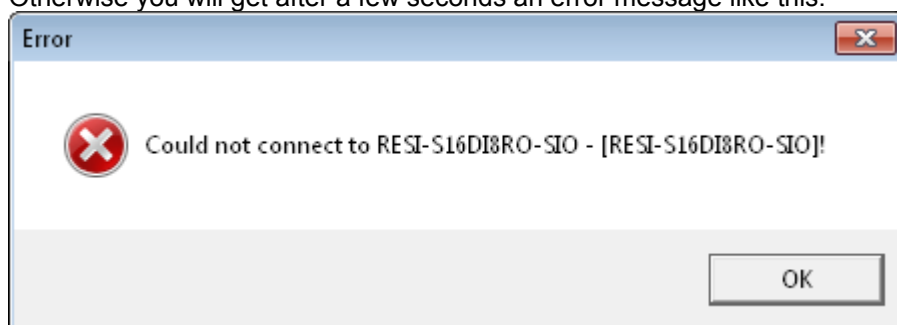 Otherwise you will get after a few seconds an error message like this:
Error
Could not connect to RESI-S16DI8RO-SIO - [RESI-S16DI8RO-SIO]!
OK